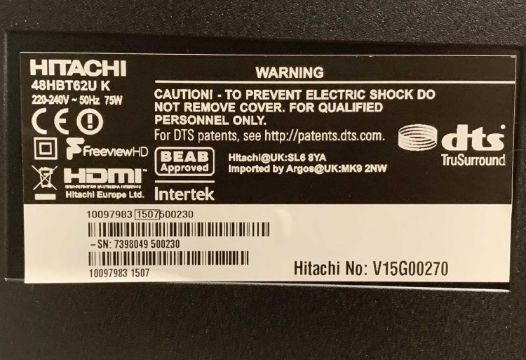 HITACHI
48HBT62U K
220-240V ~ 50Hz 75W
WARNING
CAUTION! - TO PREVENT ELECTRIC SHOCK DO
NOT REMOVE COVER. FOR QUALIFIED
PERSONNEL ONLY.
For DTS patents, see http://patents.dts.com.
CE
FreeviewHD
HDMI
Hitachi Europe Ltd.
BEAB
Approved
Intertek
Hitachi@UK:SL6 8YA
Imported by Argos@UK:MK9 2NW
dts
TruSurround
10097983 1507 500230
-SN: 7398049 500230
10097983 1507
Hitachi No: V15G00270